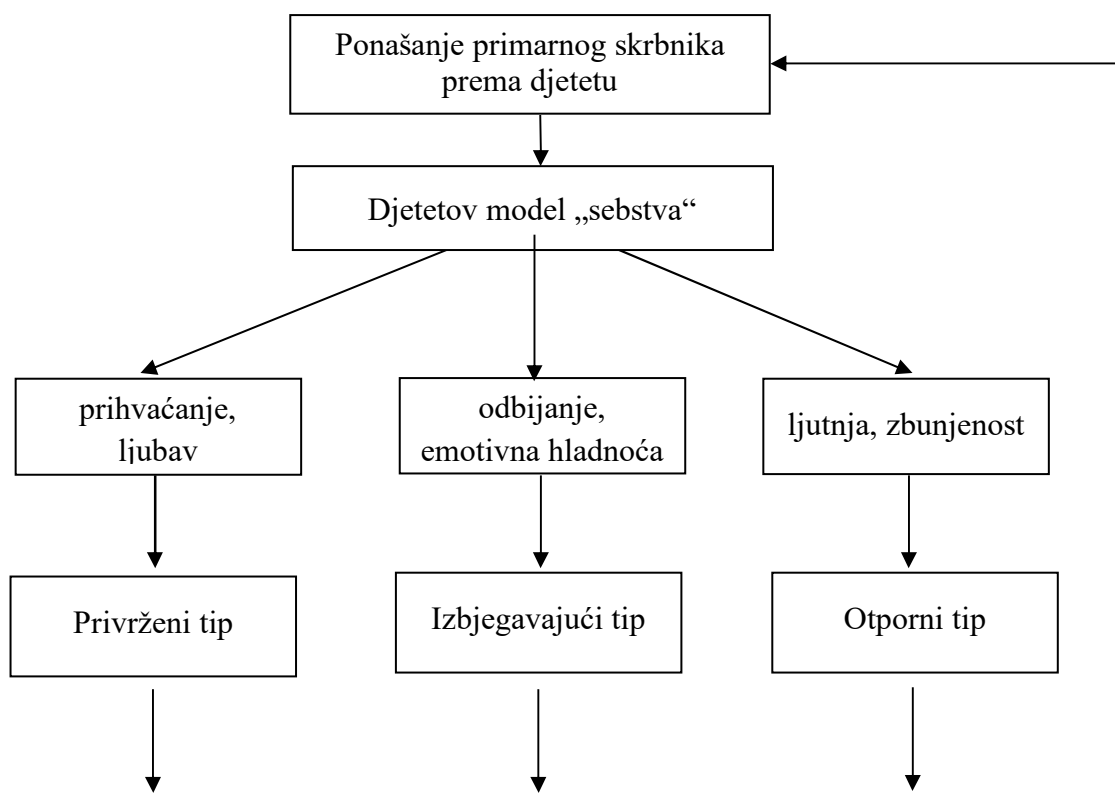 Ponašanje primarnog skrbnika
prema djetetu
Djetetov model „sebstva“
prihvaćanje,
ljubav
odbijanje,
emotivna hladnoća
ljutnja, zbunjenost
Privrženi tip
Izbjegavajući tip
Otporni tip